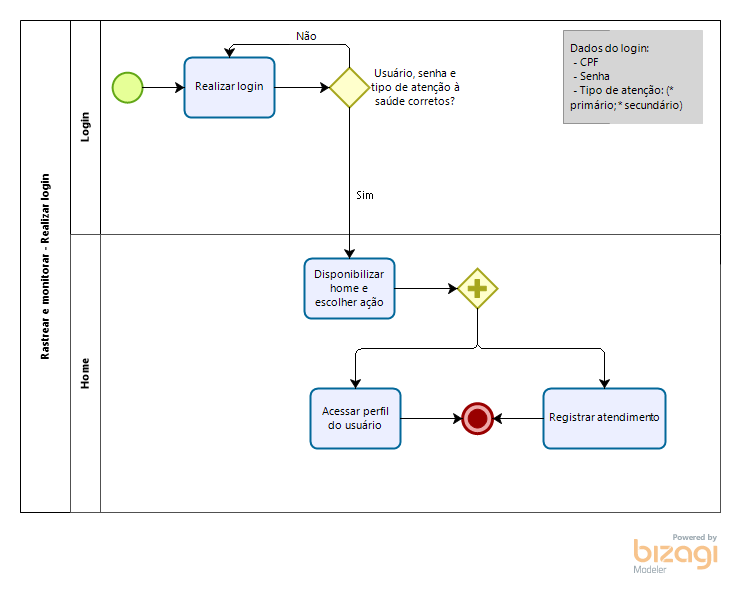 Rastrear e monitorar - Realizar login
Login
Home
Não
Realizar login
Usuário, senha e
tipo de atenção à
saúde corretos?
Dados do login:
- CPF
- Senha
- Tipo de atenção: (*
primário;* secundário)
Sim
Disponibilizar
home e
escolher ação
Acessar perfil
do usuário
Registrar atendimento
Powered by
bizagi
Modeler